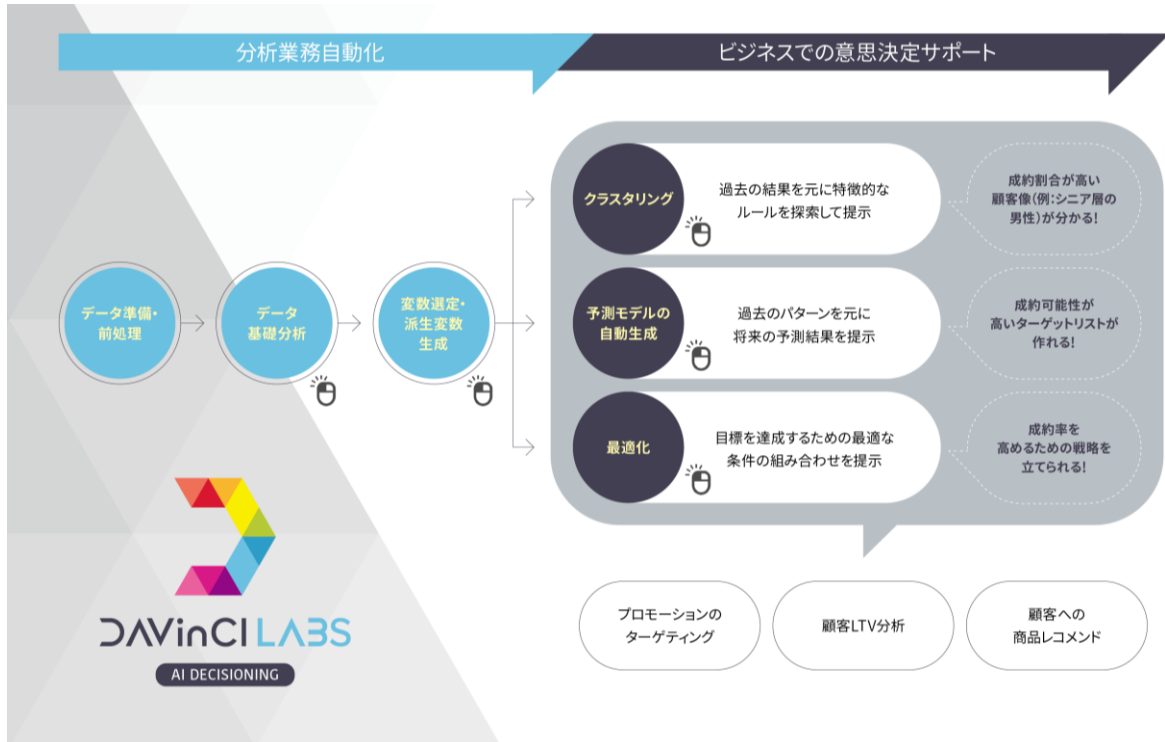 分析業務自動化
ビジネスでの意思決定サポート
データ準備・
前処理
データ
基礎分析
変数選定・
派生変数
生成
クラスタリング
過去の結果を元に特徴的な
ルールを探索して提示
成約割合が高い
顧客像(例:シニア層の
男性)が分かる!
予測モデルの
自動生成
過去のパターンを元に
将来の予測結果を提示
成約可能性が
高いターゲットリストが
作れる!
最適化
目標を達成するための最適な
条件の組み合わせを提示
成約率を
高めるための戦略を
立てられる!
DAVinCI LABS
AI DECISIONING
プロモーションの
ターゲティング
顧客LTV分析
顧客への
商品レコメンド